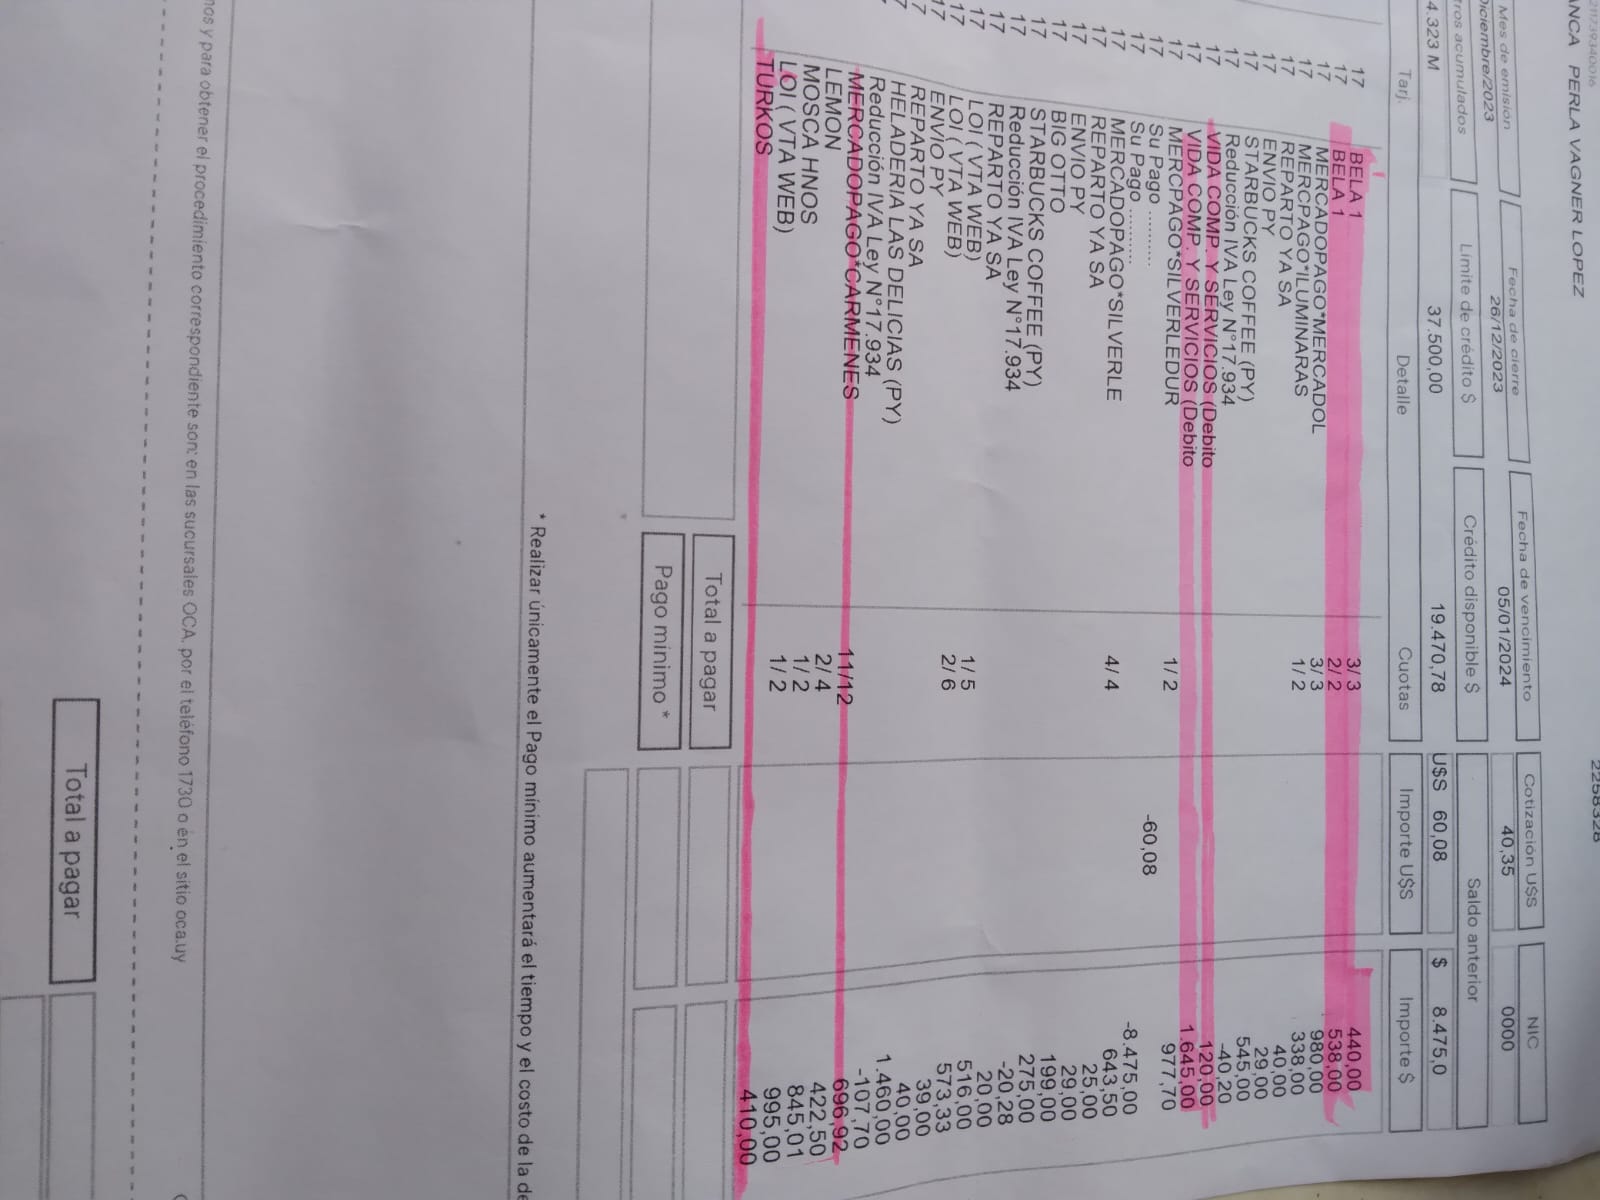 21173940016
ANCA PERLA VAGNER LOPEZ
2258328
Mes de emisión
Fecha de cierre
Fecha de vencimiento
Cotización U$S
NIC
Diciembre/2023
26/12/2023
05/01/2024
40,35
0000
tros acumulados
Límite de crédito $
Crédito disponible $
Saldo anterior
4.323 M
37.500,00
19.470,78
U$S 60,08
$ 8.475,0
Tarj.
Detalle
Cuotas
Importe U$S
Importe $
17 BELA 1 3/ 3 440,00
17 BELA 1 2/ 2 538,00
17 MERCADOPAGO*MERCADOL 3/ 3 980,00
17 MERCPAGO*ILUMINARAS 1/ 2 338,00
17 REPARTO YA SA 40,00
17 ENVIO PY 29,00
17 STARBUCKS COFFEE (PY) 545,00
17 Reducción IVA Ley N°17.934 -40,20
17 VIDA COMP. Y SERVICIOS (Debito 120,00
17 VIDA COMP. Y SERVICIOS (Debito 1.645,00
17 MERCPAGO*SILVERLEDUR 1/ 2 977,70
17 Su Pago .......... -60,08
17 Su Pago .......... -8.475,00
17 MERCADOPAGO*SILVERLE 4/ 4 643,50
17 REPARTO YA SA 25,00
17 ENVIO PY 29,00
17 BIG OTTO 199,00
17 STARBUCKS COFFEE (PY) 275,00
17 Reducción IVA Ley N°17.934 -20,28
17 REPARTO YA SA 20,00
17 LOI ( VTA WEB) 1/ 5 516,00
17 LOI ( VTA WEB) 2/ 6 573,33
17 ENVIO PY 39,00
7 REPARTO YA SA 40,00
7 HELADERIA LAS DELICIAS (PY) 1.460,00
Reducción IVA Ley N°17.934 -107,70
MERCADOPAGO*CARMENES 11/12 696,92
LEMON 2/ 4 422,50
MOSCA HNOS 1/ 2 845,01
LOI ( VTA WEB) 1/ 2 995,00
TURKOS 410,00
Total a pagar
Pago mínimo *
* Realizar únicamente el Pago mínimo aumentará el tiempo y el costo de la de
nos y para obtener el procedimiento correspondiente son: en las sucursales OCA, por el teléfono 1730 o en el sitio oca.uy
Total a pagar